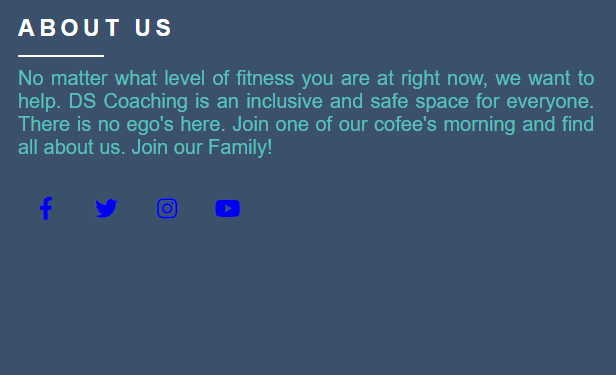 ABOUT US
No matter what level of fitness you are at right now, we want to
help. DS Coaching is an inclusive and safe space for everyone.
There is no ego's here. Join one of our cofee's morning and find
all about us. Join our Family!